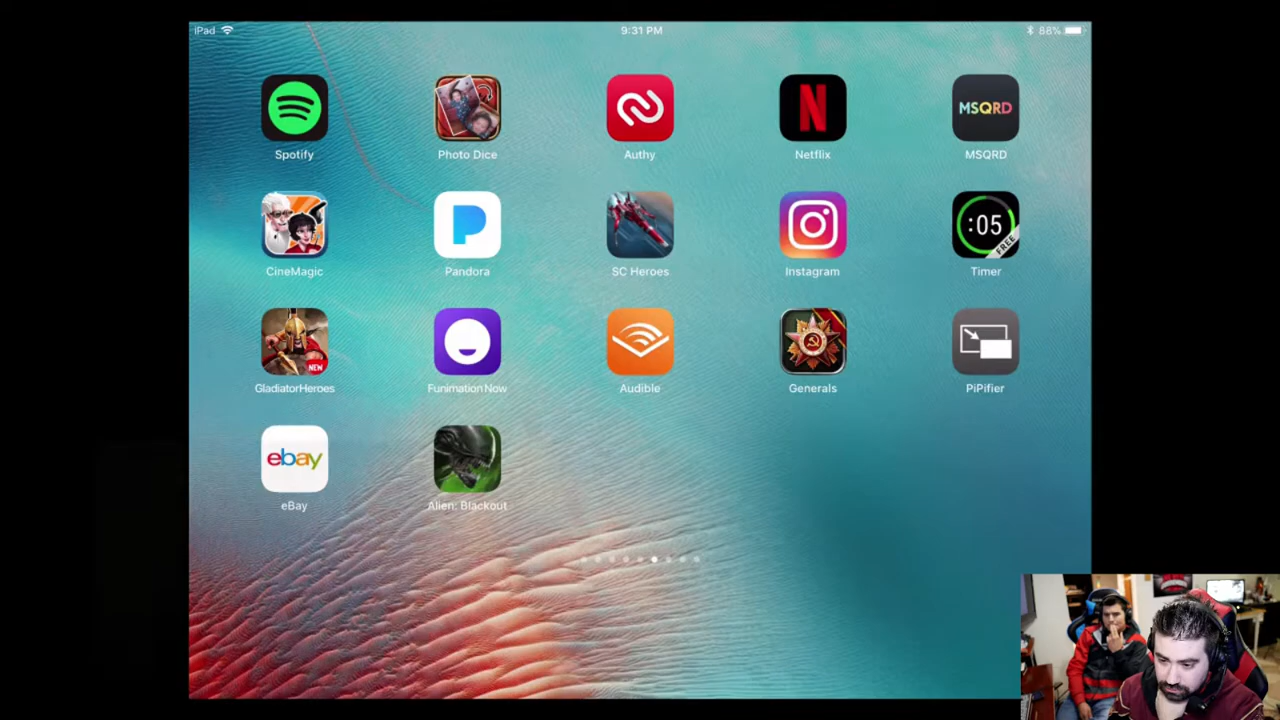 iPad 9:31 PM 88%
MSQRD
Spotify Photo Dice Authy Netflix MSQRD
:05
FREE
CineMagic Pandora SC Heroes Instagram Timer
NEW
GladiatorHeroes Funimation Now Audible Generals PiPifier
ebay
eBay Alien: Blackout